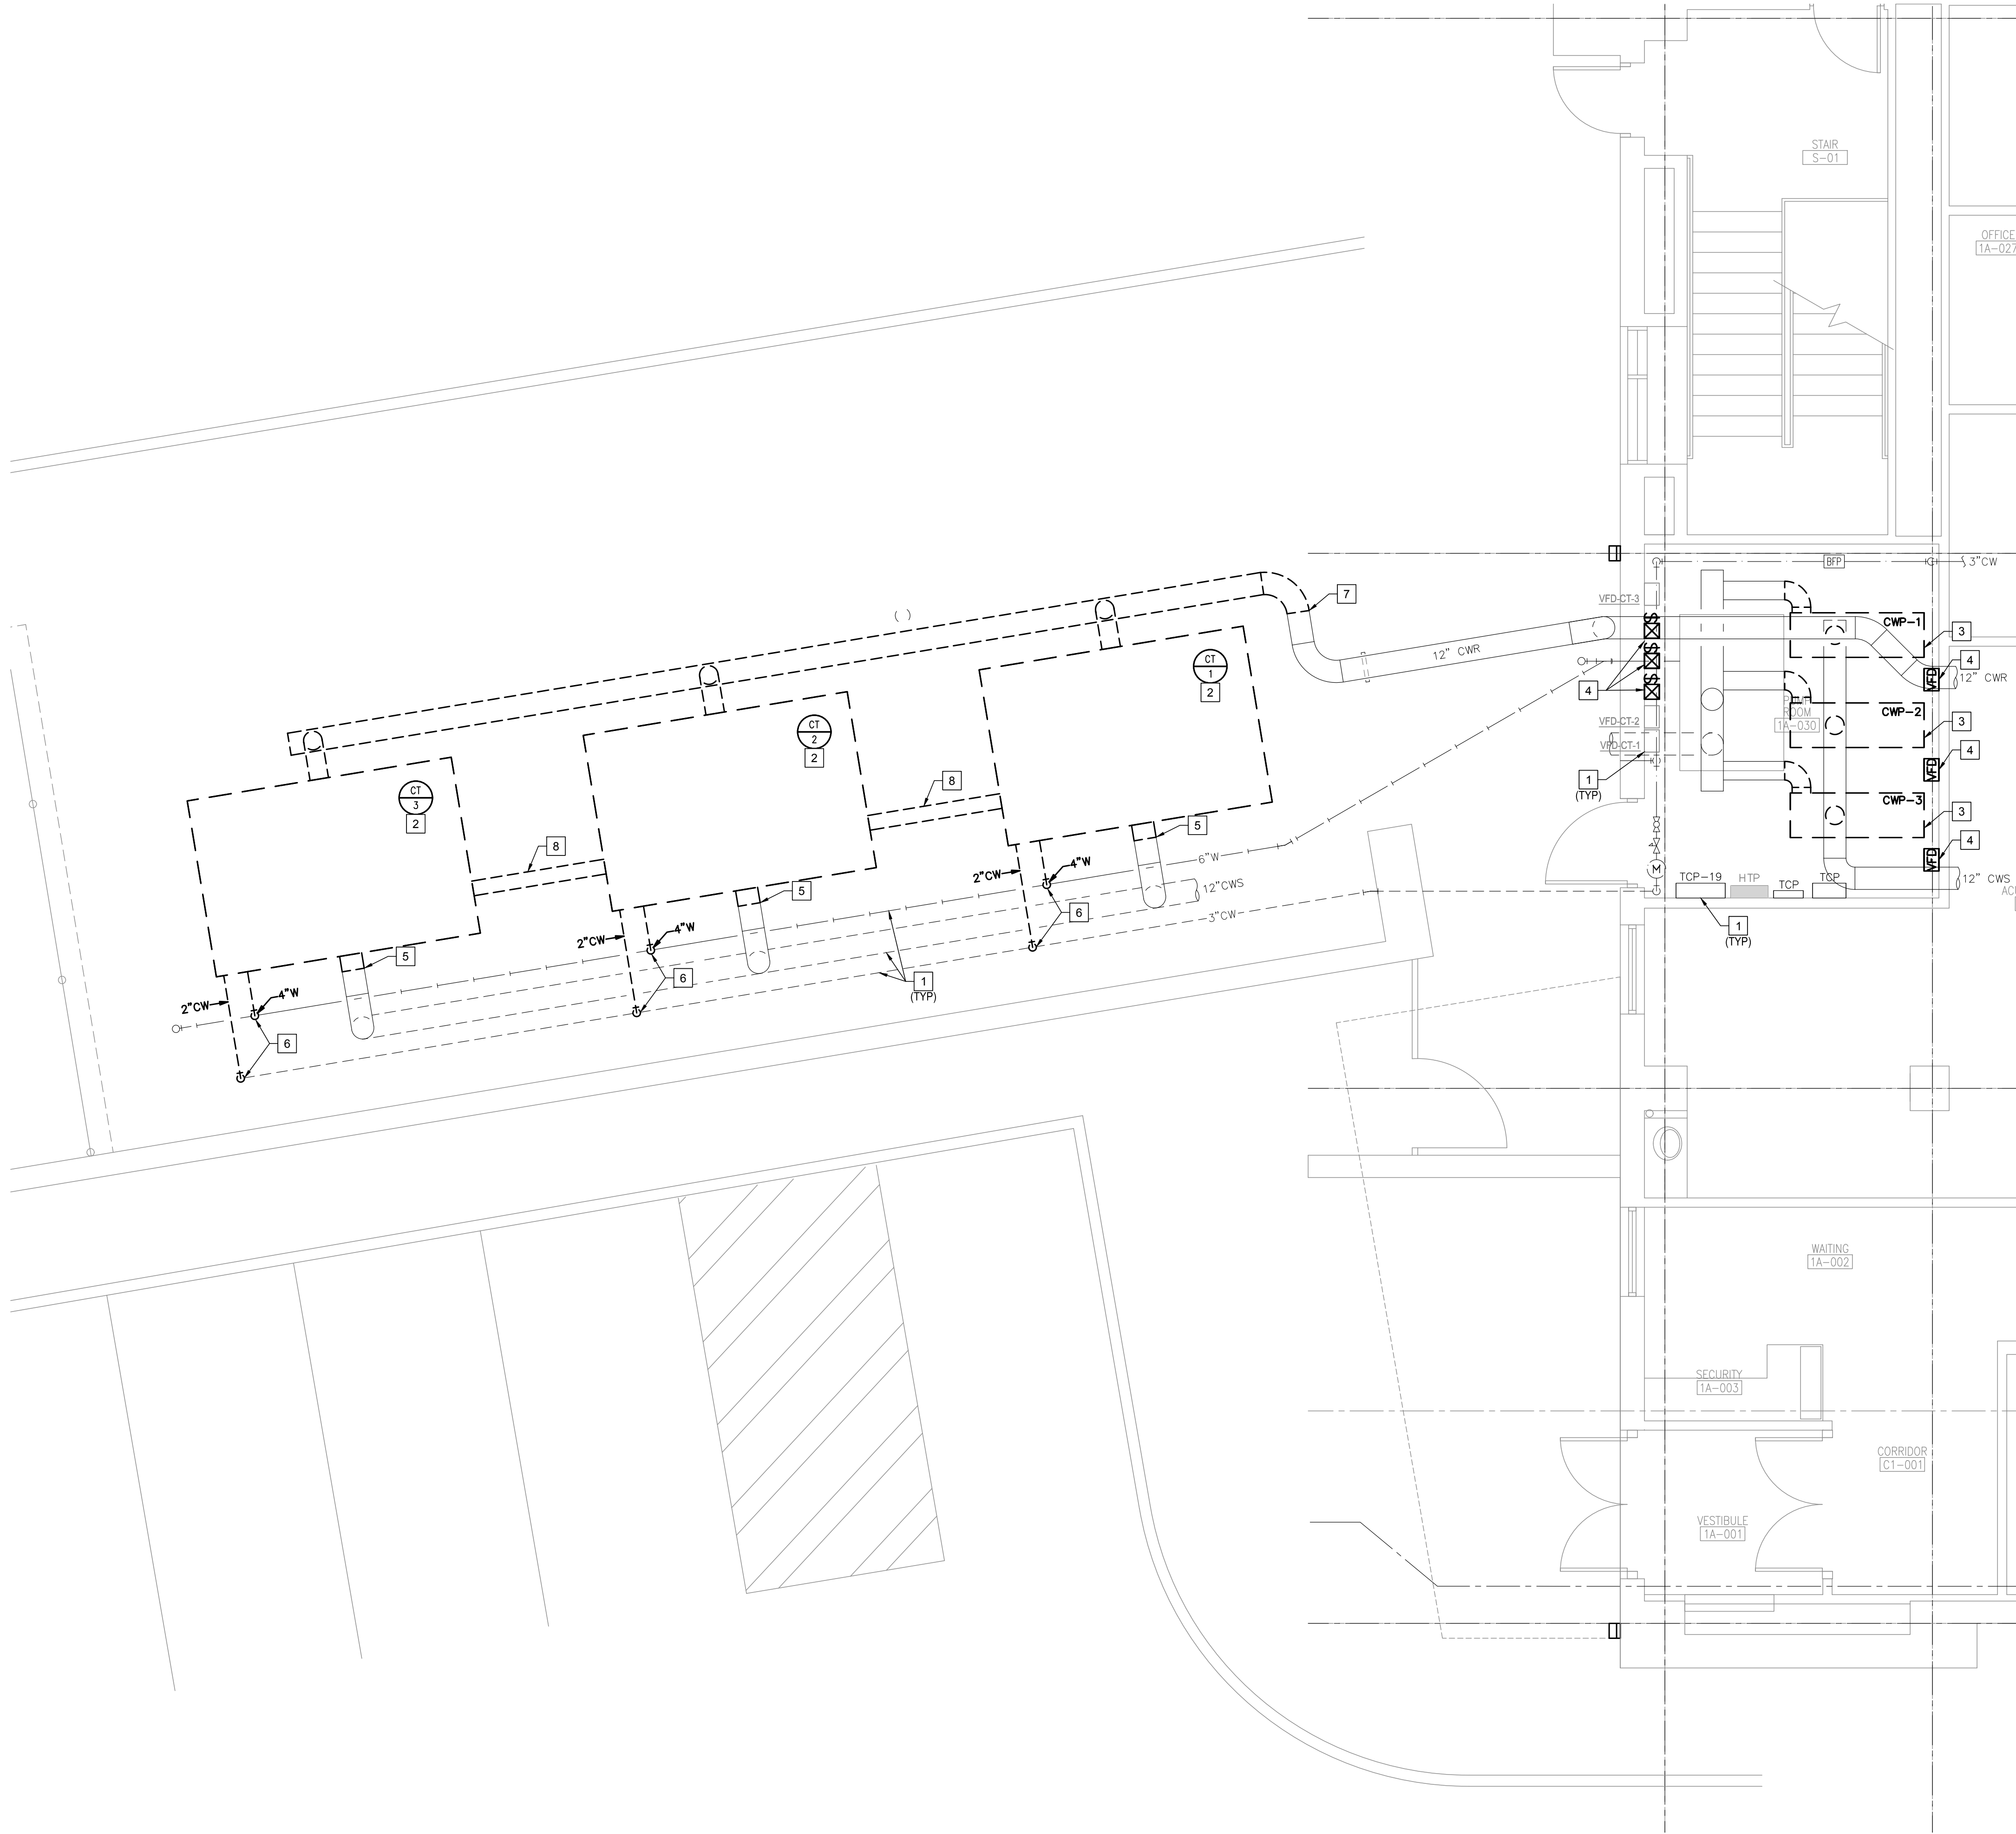 STAIR
S-01
OFFICE
1A-027
BFP
3"CW
VFD-CT-3
7
( )
CWP-1
3
S
S
S
4
4
VFD
12" CWR
12" CWR
CT
1
2
ROOM
1A-030
CWP-2
3
VFD-CT-2
VFD-CT-1
CT
2
2
1
(TYP)
4
VFD
8
CT
3
2
CWP-3
3
5
8
4
VFD
6"W
4"W
2"CW
M
12"CWS
TCP-19
HTP
TCP
TCP
12" CWS
3"CW
6
1
(TYP)
5
4"W
2"CW
5
6
1
(TYP)
4"W
2"CW
6
WAITING
1A-002
SECURITY
1A-003
CORRIDOR
C1-001
VESTIBULE
1A-001